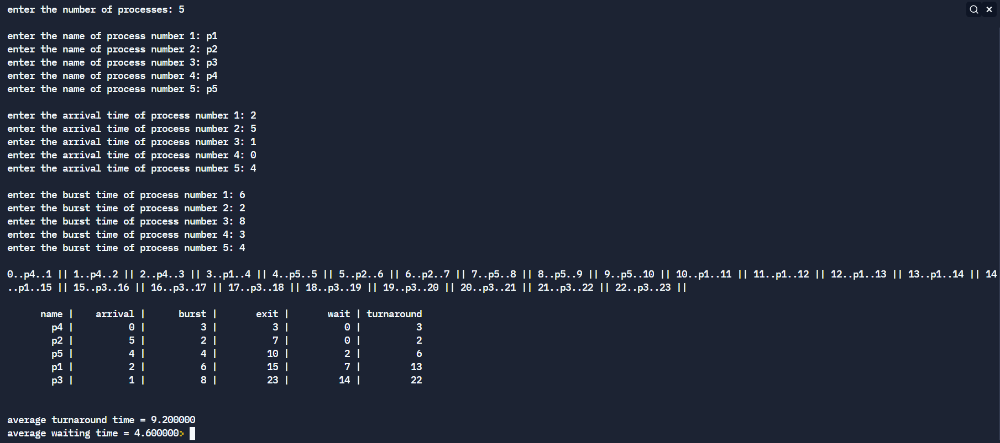 enter the number of processes: 5
enter the name of process number 1: p1
enter the name of process number 2: p2
enter the name of process number 3: p3
enter the name of process number 4: p4
enter the name of process number 5: p5
enter the arrival time of process number 1: 2
enter the arrival time of process number 2: 5
enter the arrival time of process number 3: 1
enter the arrival time of process number 4: 0
enter the arrival time of process number 5: 4
enter the burst time of process number 1: 6
enter the burst time of process number 2: 2
enter the burst time of process number 3: 8
enter the burst time of process number 4: 3
enter the burst time of process number 5: 4
0..p4..1 || 1..p4..2 || 2..p4..3 || 3..p1..4 || 4..p5..5 || 5..p2..6 || 6..p2..7 || 7..p5..8 || 8..p5..9 || 9..p5..10 || 10..p1..11 || 11..p1..12 || 12..p1..13 || 13..p1..14 || 14
..p1..15 || 15..p3..16 || 16..p3..17 || 17..p3..18 || 18..p3..19 || 19..p3..20 || 20..p3..21 || 21..p3..22 || 22..p3..23 ||
name | arrival | burst | exit | wait | turnaround
p4 | 0 | 3 | 3 | 0 | 3
p2 | 5 | 2 | 7 | 0 | 2
p5 | 4 | 4 | 10 | 2 | 6
p1 | 2 | 6 | 15 | 7 | 13
p3 | 1 | 8 | 23 | 14 | 22
average turnaround time = 9.200000
average waiting time = 4.600000